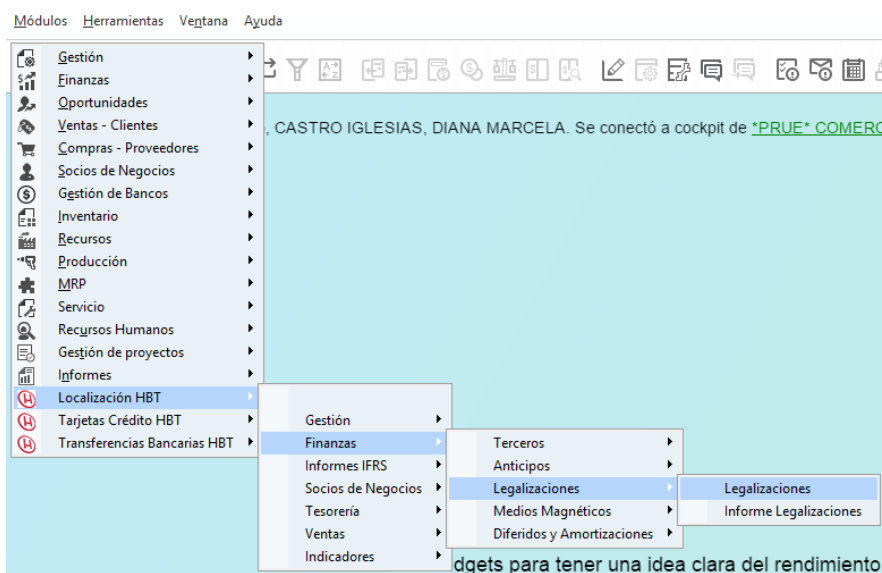 Módulos Herramientas Ventana Ayuda
Gestión
Finanzas
Oportunidades
Ventas - Clientes
, CASTRO IGLESIAS, DIANA MARCELA. Se conectó a cockpit de *PRUE* COMERC
Compras - Proveedores
Socios de Negocios
Gestión de Bancos
Inventario
Recursos
Producción
MRP
Servicio
Recursos Humanos
Gestión de proyectos
Informes
Localización HBT
Tarjetas Crédito HBT
Transferencias Bancarias HBT
Gestión
Finanzas
Informes IFRS
Socios de Negocios
Tesorería
Ventas
Indicadores
Terceros
Anticipos
Legalizaciones
Medios Magnéticos
Diferidos y Amortizaciones
Legalizaciones
Informe Legalizaciones
dgets para tener una idea clara del rendimiento